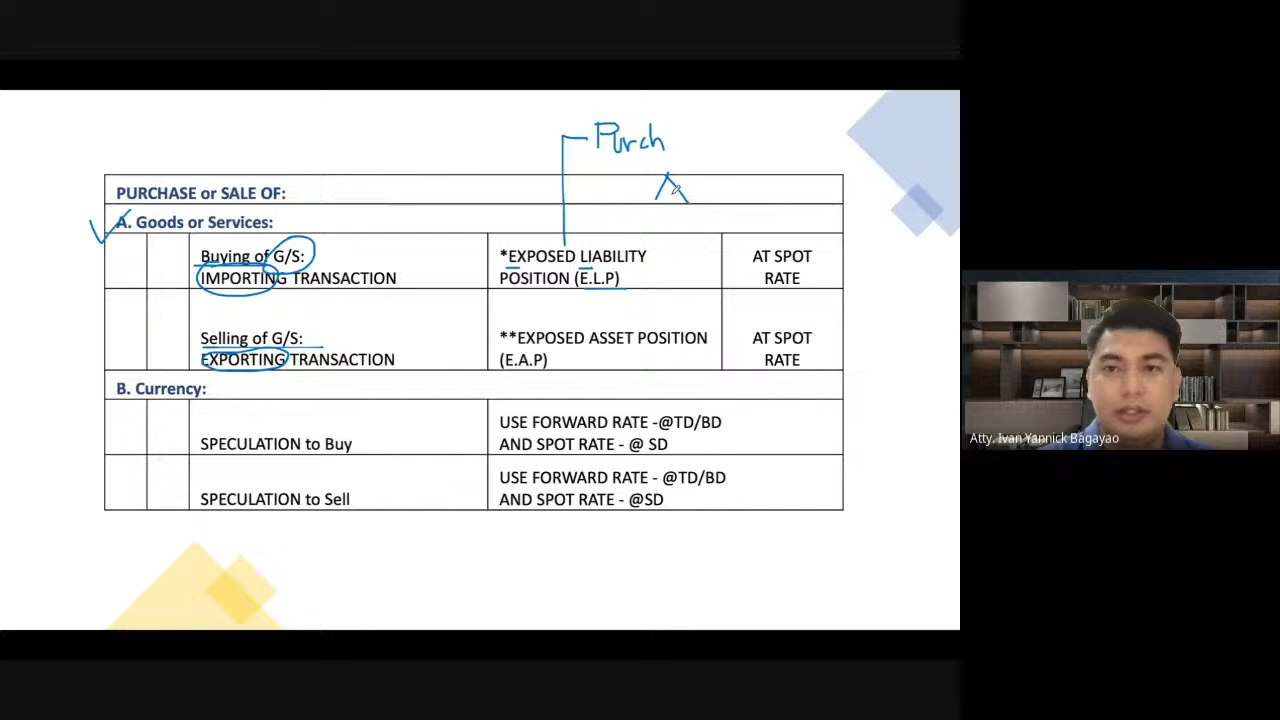 Purch
A
PURCHASE or SALE OF:
A. Goods or Services:
Buying of G/S:
IMPORTING TRANSACTION
*EXPOSED LIABILITY
POSITION (E.L.P)
AT SPOT
RATE
Selling of G/S:
EXPORTING TRANSACTION
**EXPOSED ASSET POSITION
(E.A.P)
AT SPOT
RATE
B. Currency:
SPECULATION to Buy
USE FORWARD RATE -@TD/BD
AND SPOT RATE - @ SD
SPECULATION to Sell
USE FORWARD RATE - @TD/BD
AND SPOT RATE - @SD
Atty. Ivan Yannick Bagayao